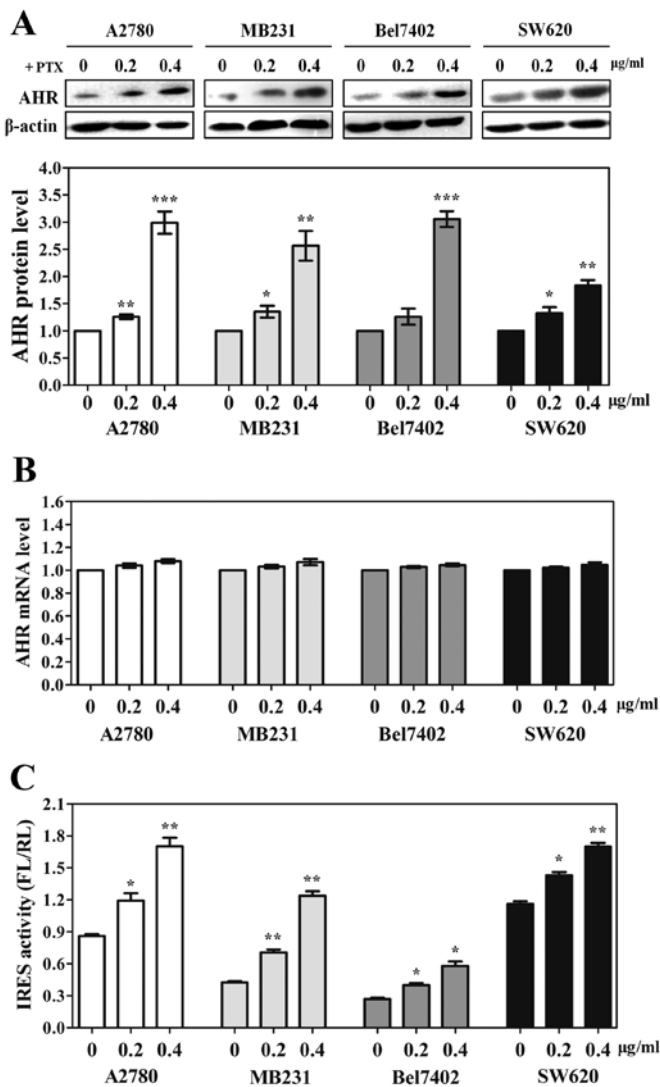 A
A2780 MB231 Bel7402 SW620
+PTX 0 0.2 0.4 0 0.2 0.4 0 0.2 0.4 0 0.2 0.4 μg/ml
AHR
β-actin
AHR protein level
4.0
3.5
3.0
2.5
2.0
1.5
1.0
0.5
0.0
** *** * ** *** * **
0 0.2 0.4 0 0.2 0.4 0 0.2 0.4 0 0.2 0.4 μg/ml
A2780 MB231 Bel7402 SW620
B
AHR mRNA level
1.6
1.4
1.2
1.0
0.8
0.6
0.4
0.2
0.0
0 0.2 0.4 0 0.2 0.4 0 0.2 0.4 0 0.2 0.4 μg/ml
A2780 MB231 Bel7402 SW620
C
IRES activity (FL/RL)
2.1
1.8
1.5
1.2
0.9
0.6
0.3
0.0
* ** ** ** * * * **
0 0.2 0.4 0 0.2 0.4 0 0.2 0.4 0 0.2 0.4 μg/ml
A2780 MB231 Bel7402 SW620